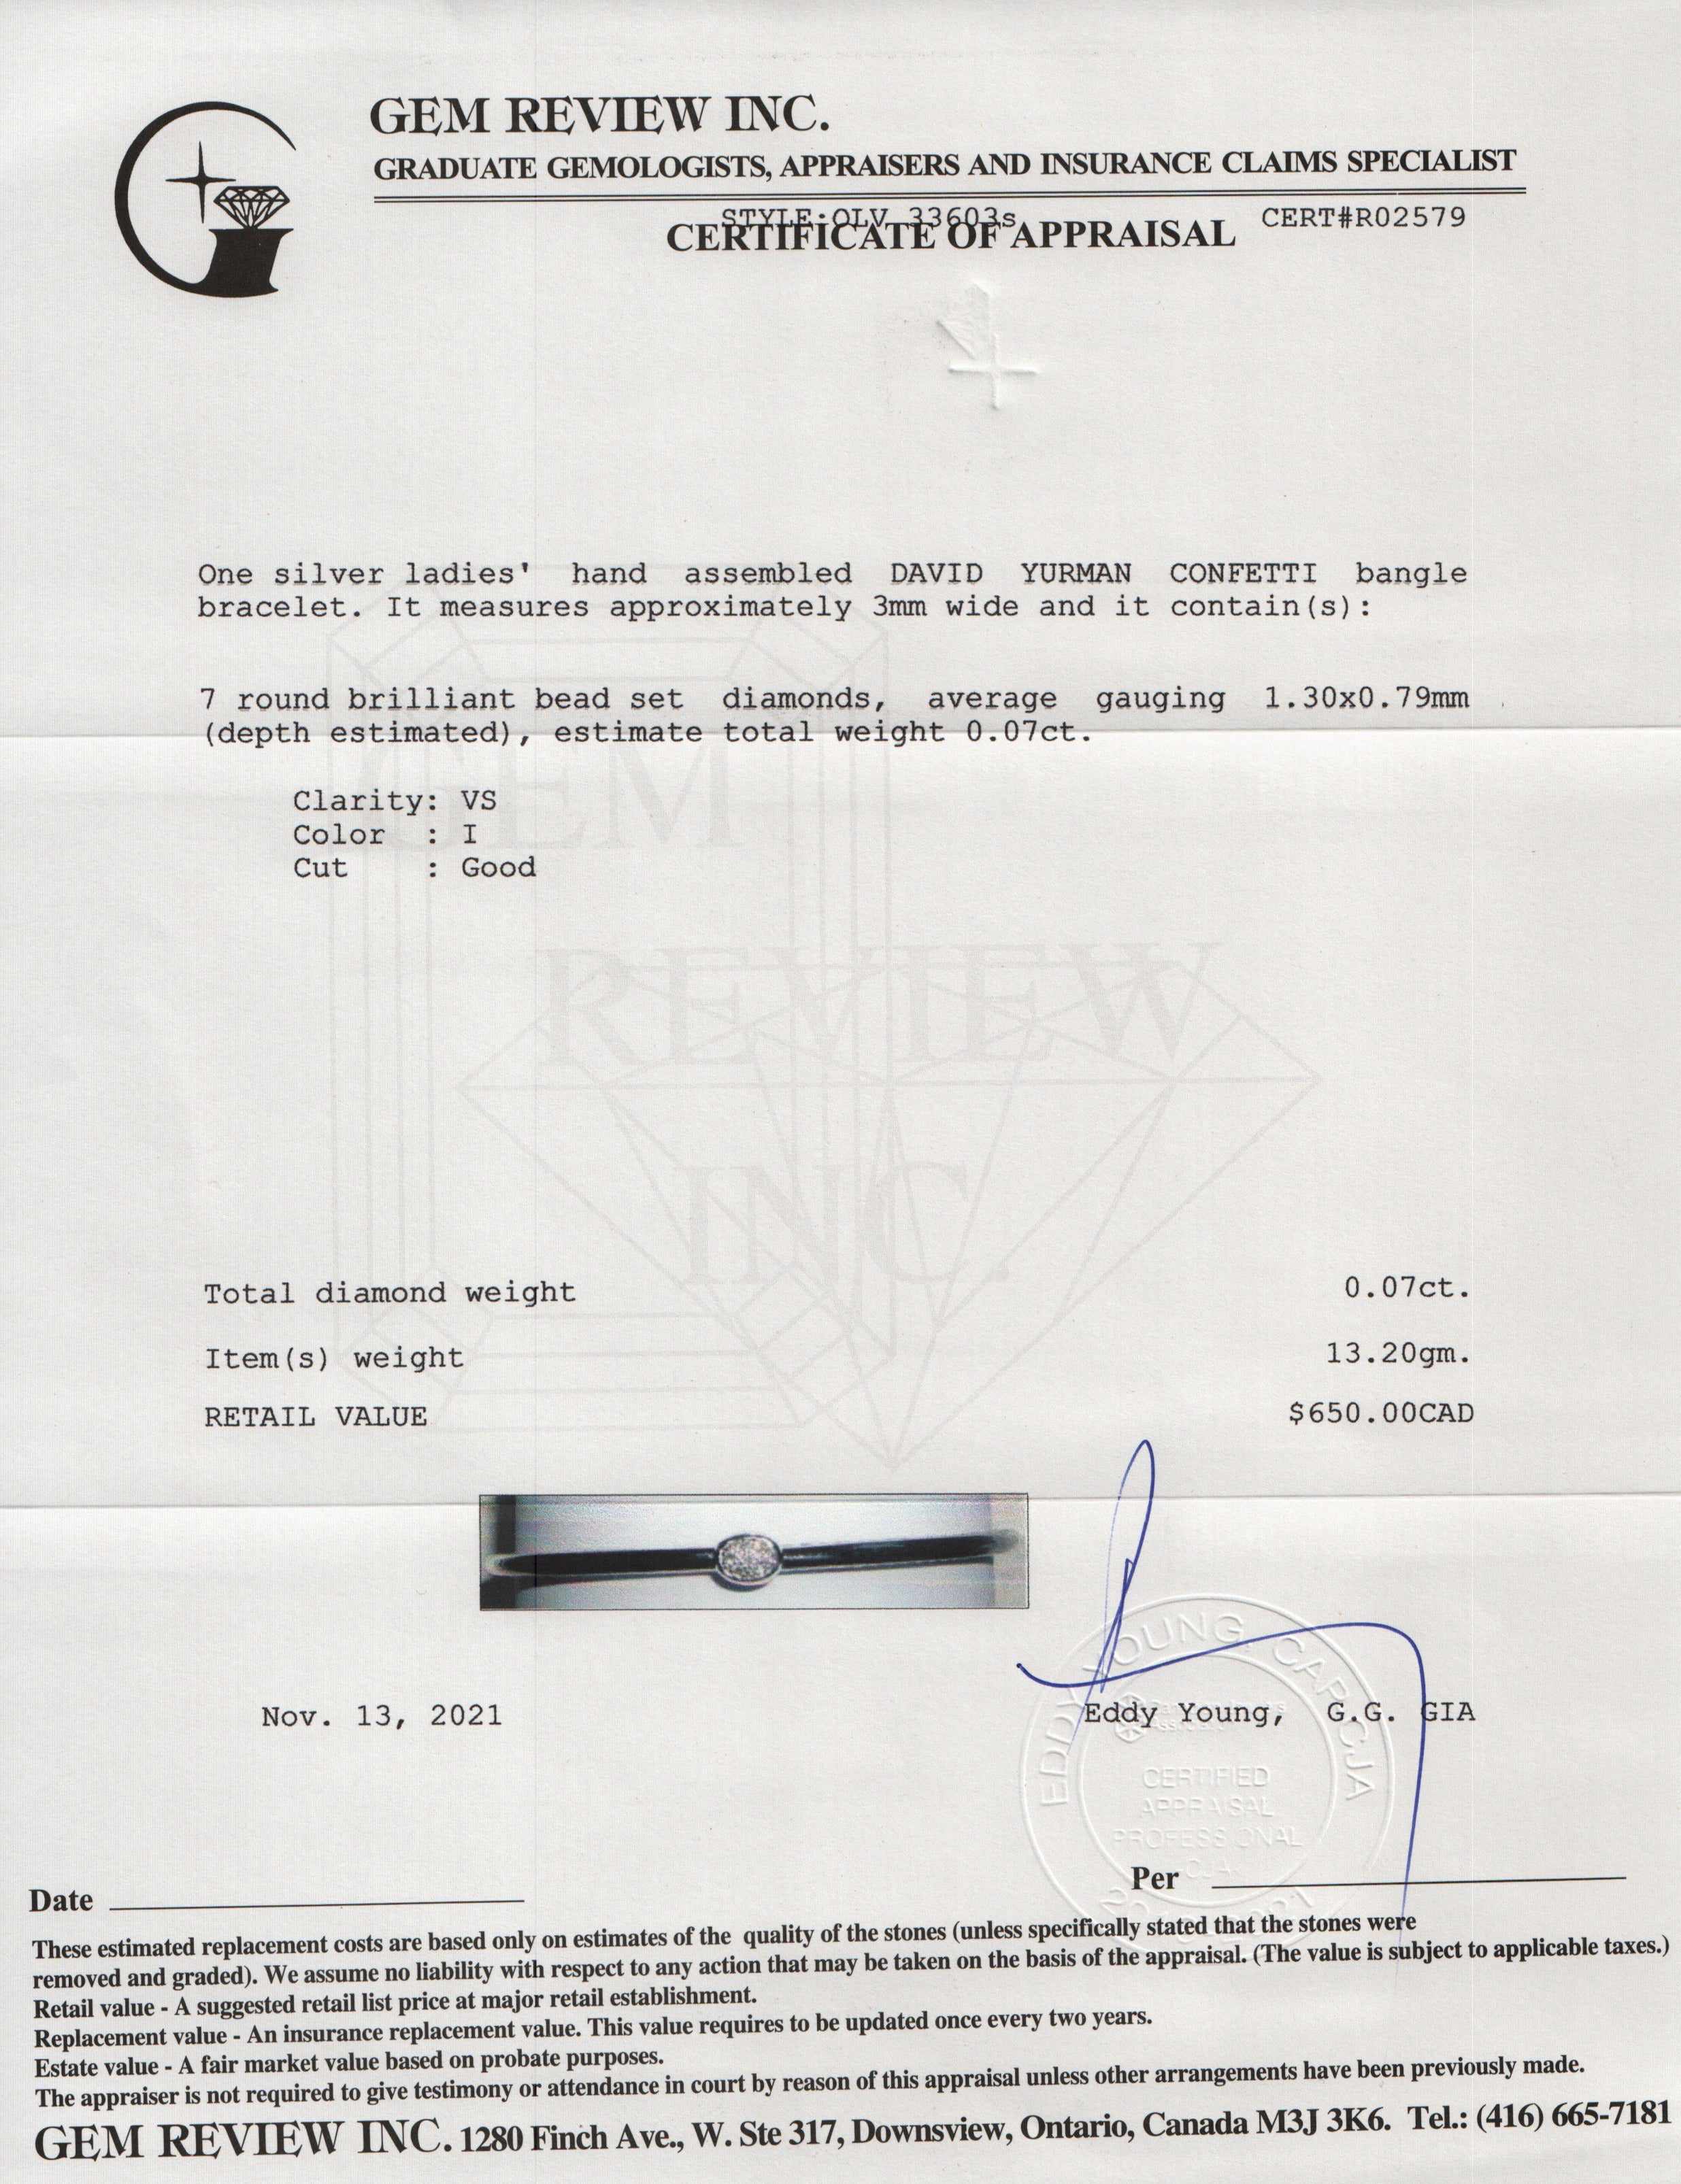 GEM REVIEW INC.
GRADUATE GEMOLOGISTS, APPRAISERS AND INSURANCE CLAIMS SPECIALIST
STYLE:OLV 33603s CERT#R02579
CERTIFICATE OF APPRAISAL
One silver ladies' hand assembled DAVID YURMAN CONFETTI bangle
bracelet. It measures approximately 3mm wide and it contain(s):
7 round brilliant bead set diamonds, average gauging 1.30x0.79mm
(depth estimated), estimate total weight 0.07ct.
Clarity: VS
Color : I
Cut : Good
GEM
REVIEW
INC.
Total diamond weight 0.07ct.
Item(s) weight 13.20gm.
RETAIL VALUE $650.00CAD
Nov. 13, 2021
Eddy Young, G.G. GIA
EDDY YOUNG, CAP CJA
CERTIFIED
APPRAISAL
PROFESSIONAL
Date
Per
These estimated replacement costs are based only on estimates of the quality of the stones (unless specifically stated that the stones were
removed and graded). We assume no liability with respect to any action that may be taken on the basis of the appraisal. (The value is subject to applicable taxes.)
Retail value - A suggested retail list price at major retail establishment.
Replacement value - An insurance replacement value. This value requires to be updated once every two years.
Estate value - A fair market value based on probate purposes.
The appraiser is not required to give testimony or attendance in court by reason of this appraisal unless other arrangements have been previously made.
GEM REVIEW INC. 1280 Finch Ave., W. Ste 317, Downsview, Ontario, Canada M3J 3K6. Tel.: (416) 665-7181